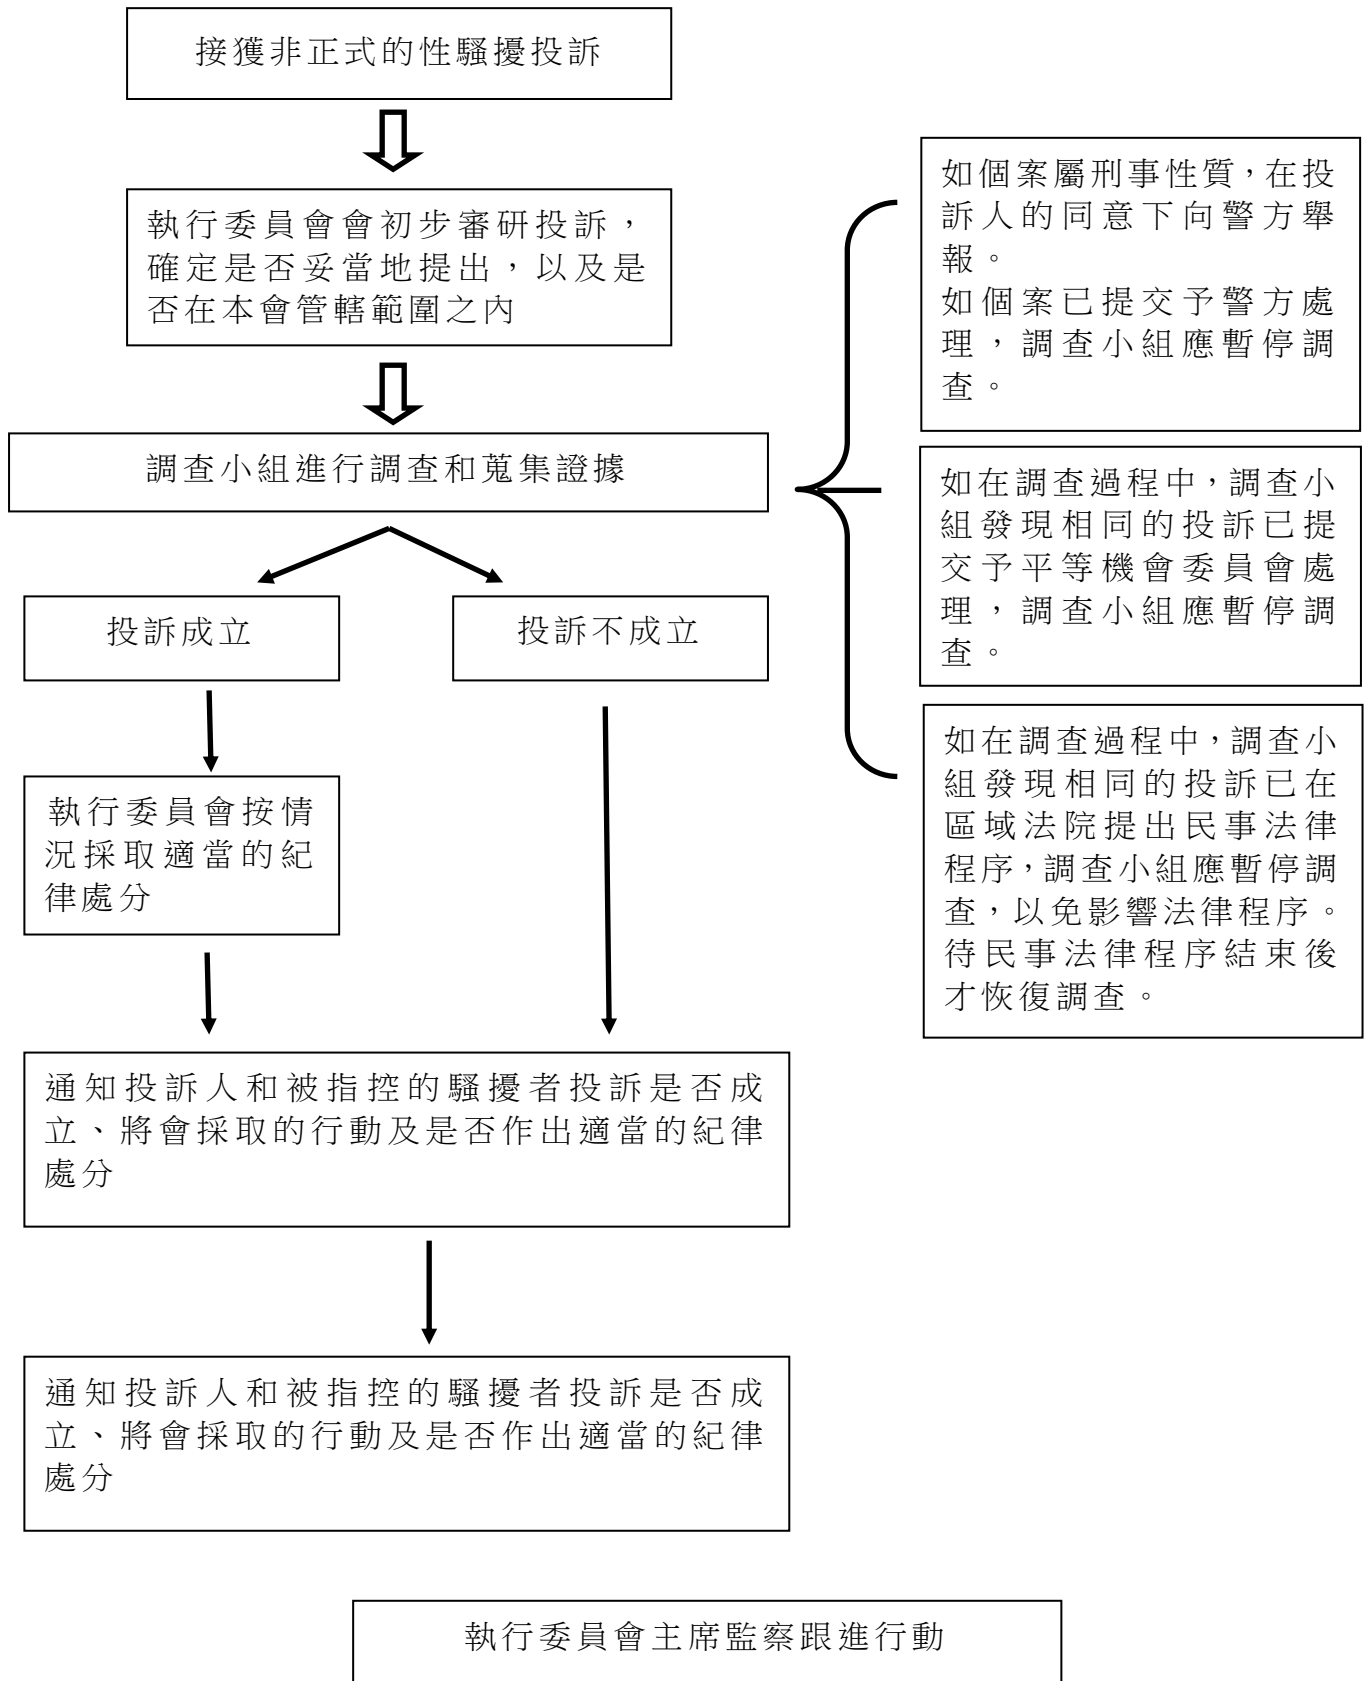 接獲非正式的性騷擾投訴
執行委員會會初步審研投訴，
確定是否妥當地提出，以及是
否在本會管轄範圍之內
調查小組進行調查和蒐集證據
如個案屬刑事性質，在投
訴人的同意下向警方舉
報。
如個案已提交予警方處
理，調查小組應暫停調
查。
如在調查過程中，調查小
組發現相同的投訴已提
交予平等機會委員會處
理，調查小組應暫停調
查。
如在調查過程中，調查小
組發現相同的投訴已在
區域法院提出民事法律
程序，調查小組應暫停調
查，以免影響法律程序。
待民事法律程序結束後
才恢復調查。
投訴成立
投訴不成立
執行委員會按情
況採取適當的紀
律處分
通知投訴人和被指控的騷擾者投訴是否成
立、將會採取的行動及是否作出適當的紀律
處分
通知投訴人和被指控的騷擾者投訴是否成
立、將會採取的行動及是否作出適當的紀律
處分
執行委員會主席監察跟進行動